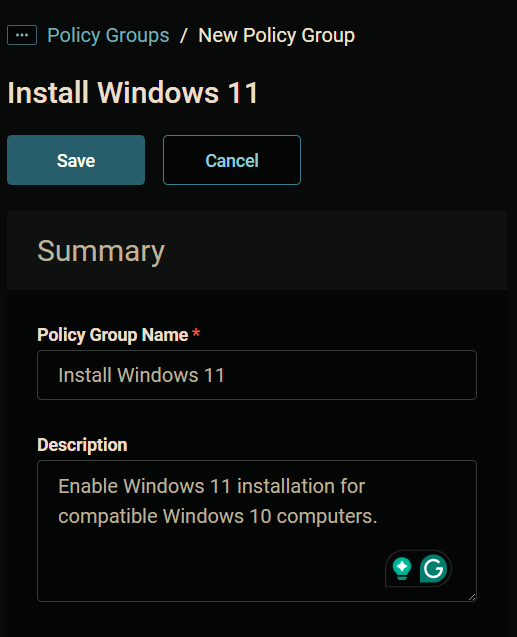 Policy Groups / New Policy Group
Install Windows 11
Save Cancel
Summary
Policy Group Name *
Install Windows 11
Description
Enable Windows 11 installation for
compatible Windows 10 computers.